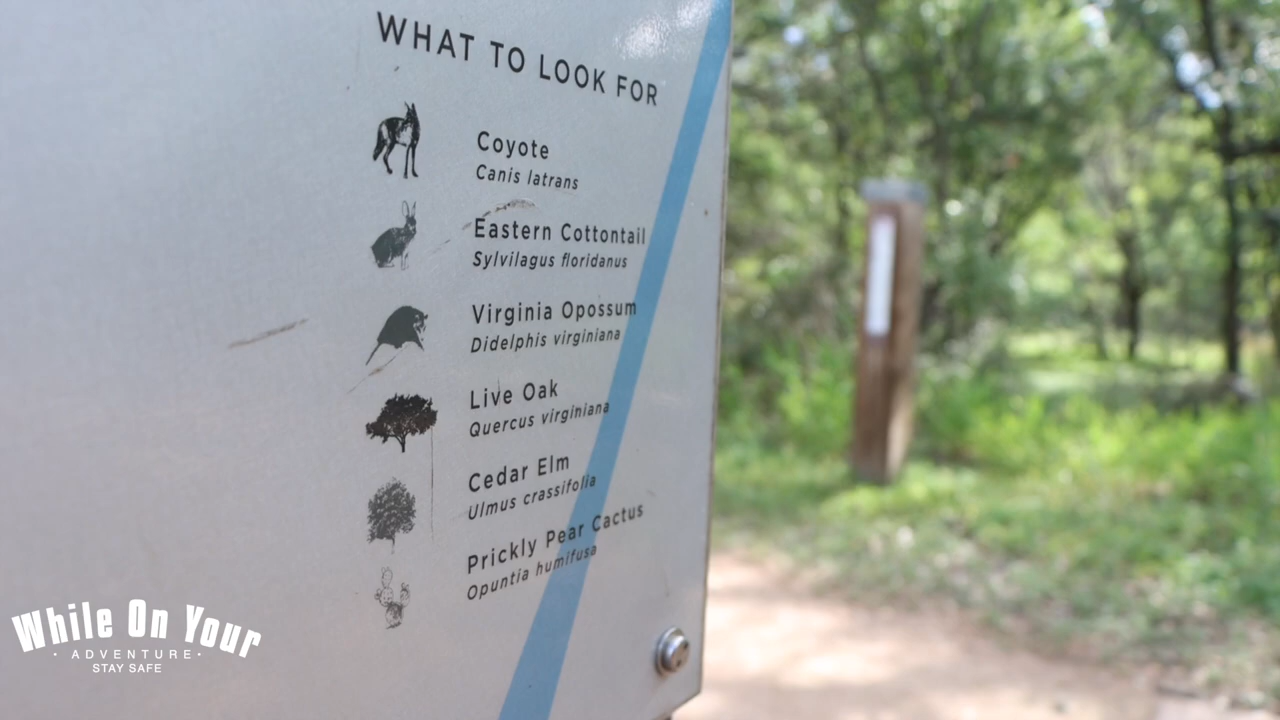 WHAT TO LOOK FOR
Coyote
Canis latrans
Eastern Cottontail
Sylvilagus floridanus
Virginia Opossum
Didelphis virginiana
Live Oak
Quercus virginiana
Cedar Elm
Ulmus crassifolia
Prickly Pear Cactus
Opuntia humifusa
While On Your
· ADVENTURE ·
STAY SAFE